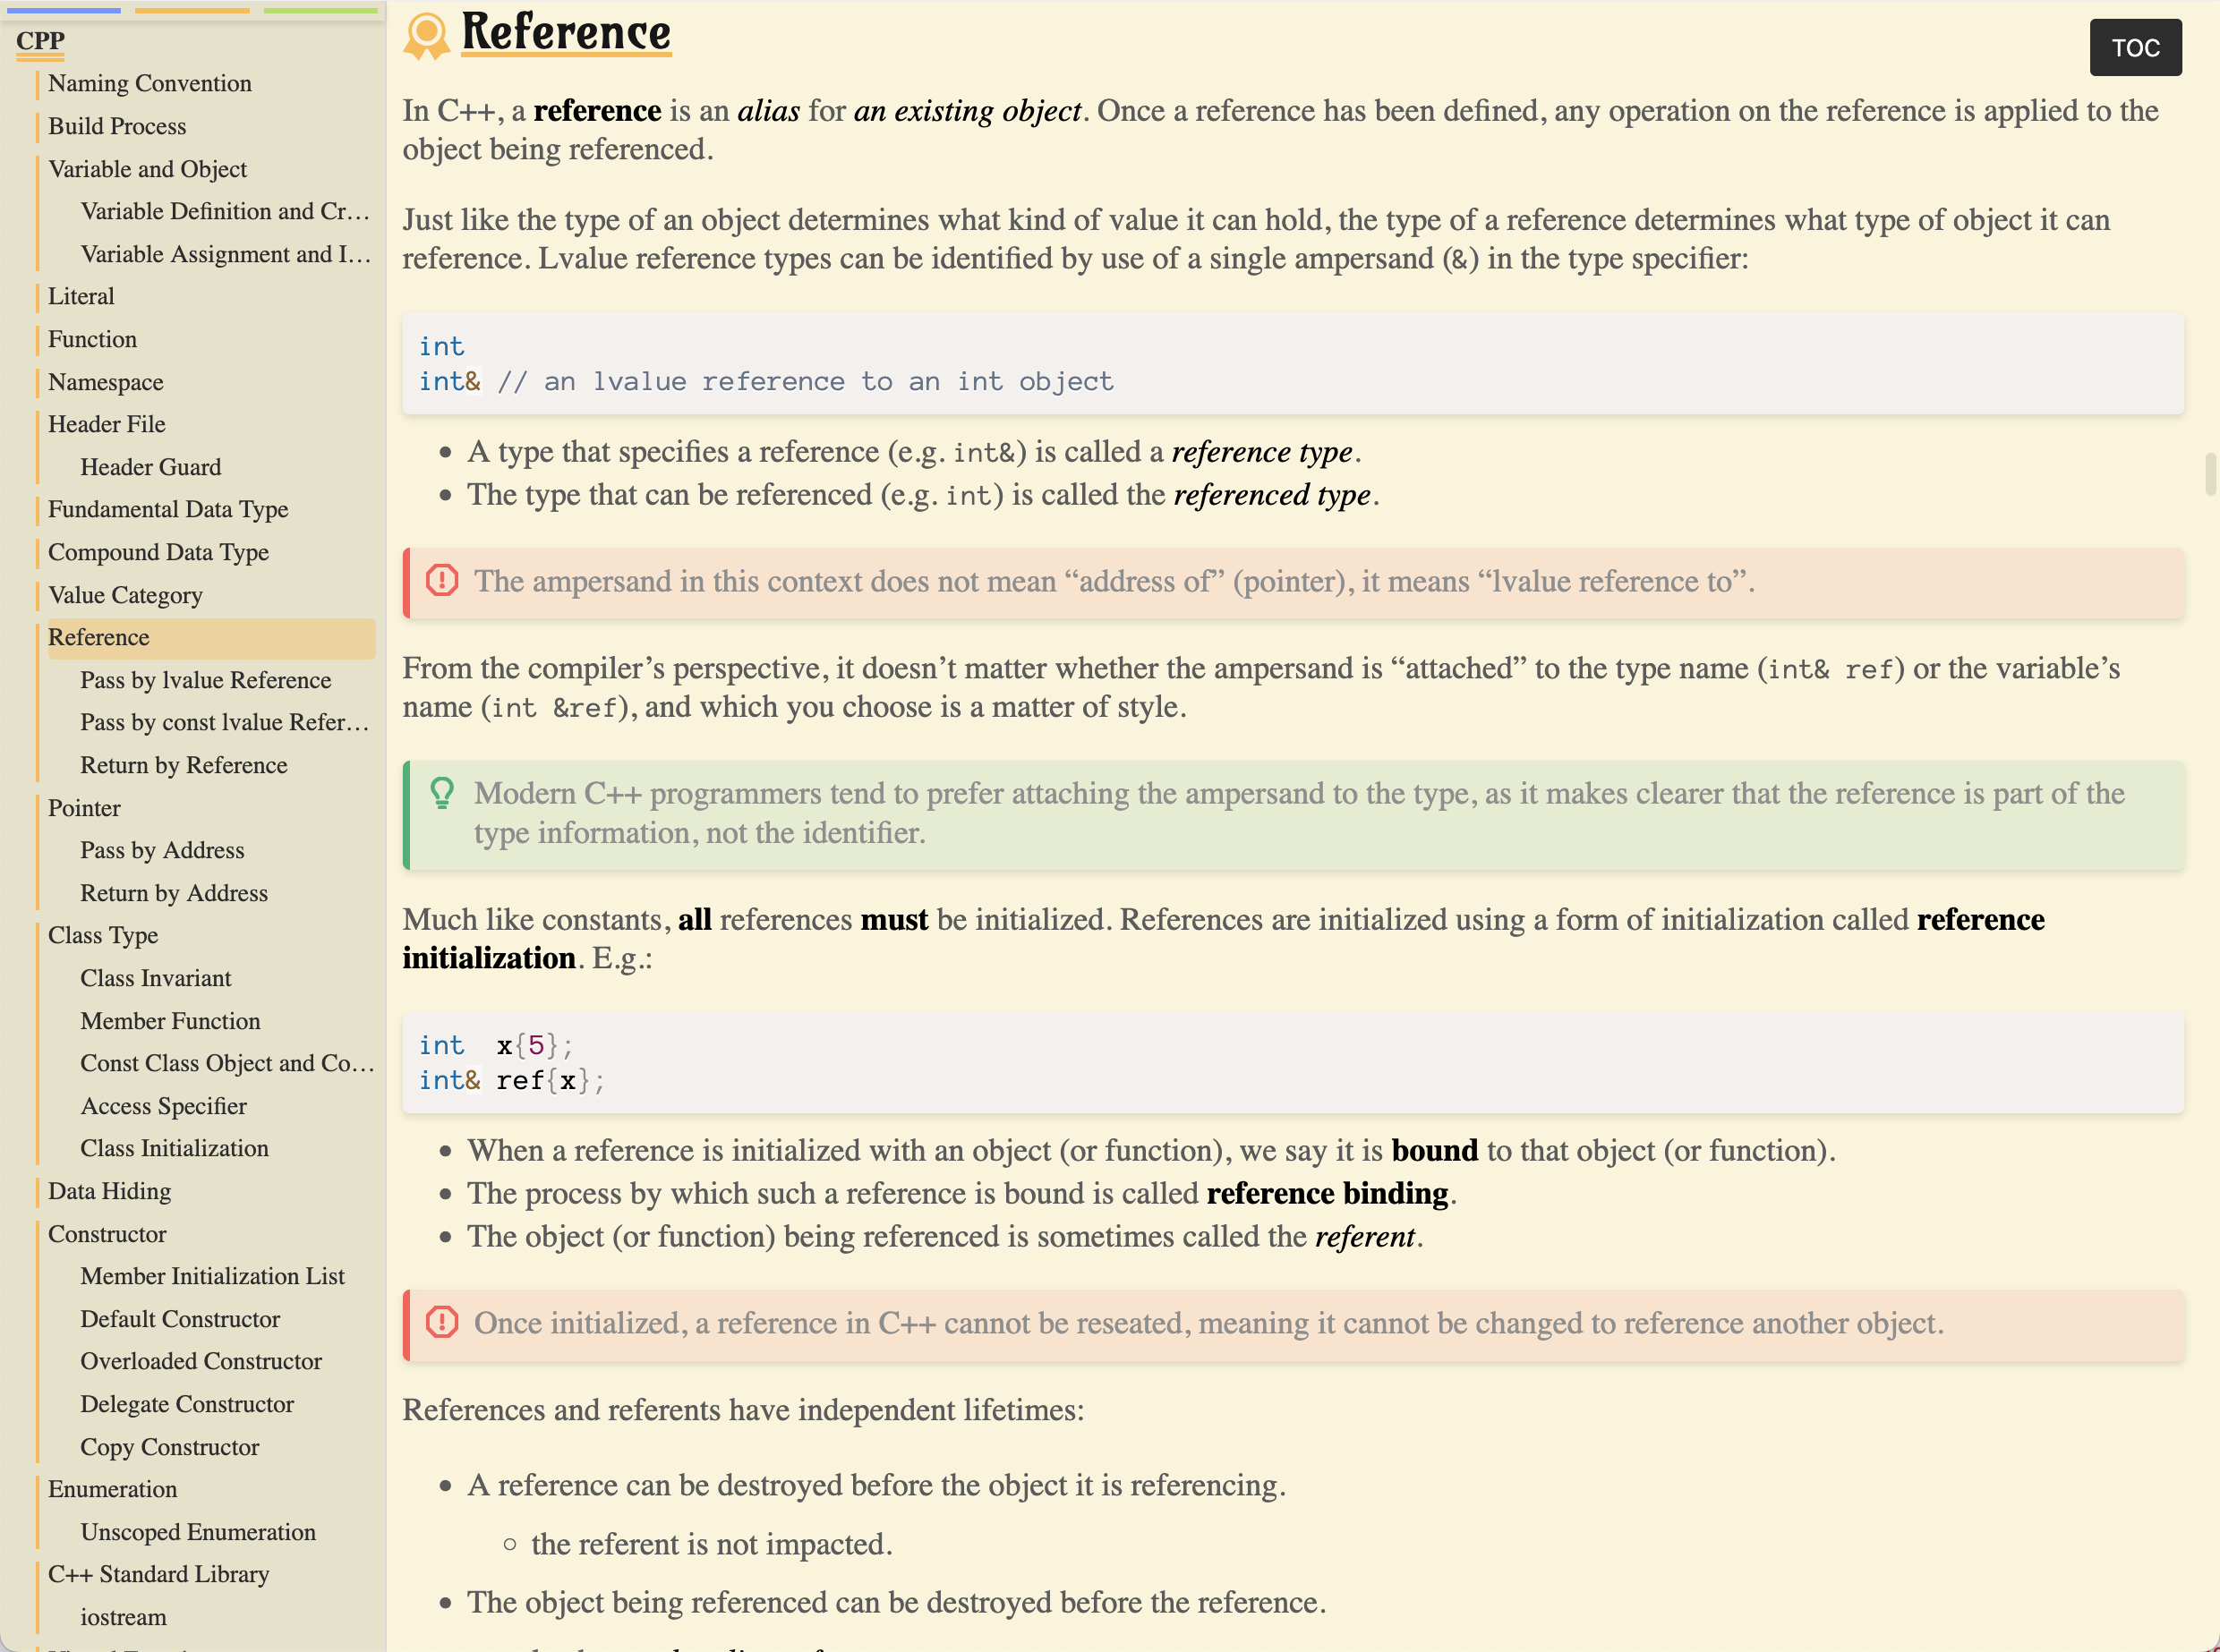 CPP
Naming Convention
Build Process
Variable and Object
Variable Definition and Cr…
Variable Assignment and I…
Literal
Function
Namespace
Header File
Header Guard
Fundamental Data Type
Compound Data Type
Value Category
Reference
Pass by lvalue Reference
Pass by const lvalue Refer…
Return by Reference
Pointer
Pass by Address
Return by Address
Class Type
Class Invariant
Member Function
Const Class Object and Co…
Access Specifier
Class Initialization
Data Hiding
Constructor
Member Initialization List
Default Constructor
Overloaded Constructor
Delegate Constructor
Copy Constructor
Enumeration
Unscoped Enumeration
C++ Standard Library
iostream
Reference
TOC
In C++, a reference is an alias for an existing object. Once a reference has been defined, any operation on the reference is applied to the
object being referenced.
Just like the type of an object determines what kind of value it can hold, the type of a reference determines what type of object it can
reference. Lvalue reference types can be identified by use of a single ampersand (&) in the type specifier:
int
int& // an lvalue reference to an int object
• A type that specifies a reference (e.g. int&) is called a reference type.
• The type that can be referenced (e.g. int) is called the referenced type.
The ampersand in this context does not mean “address of” (pointer), it means “lvalue reference to”.
From the compiler’s perspective, it doesn’t matter whether the ampersand is “attached” to the type name (int& ref) or the variable’s
name (int &ref), and which you choose is a matter of style.
Modern C++ programmers tend to prefer attaching the ampersand to the type, as it makes clearer that the reference is part of the
type information, not the identifier.
Much like constants, all references must be initialized. References are initialized using a form of initialization called reference
initialization. E.g.:
int  x{5};
int& ref{x};
• When a reference is initialized with an object (or function), we say it is bound to that object (or function).
• The process by which such a reference is bound is called reference binding.
• The object (or function) being referenced is sometimes called the referent.
Once initialized, a reference in C++ cannot be reseated, meaning it cannot be changed to reference another object.
References and referents have independent lifetimes:
• A reference can be destroyed before the object it is referencing.
○ the referent is not impacted.
• The object being referenced can be destroyed before the reference.